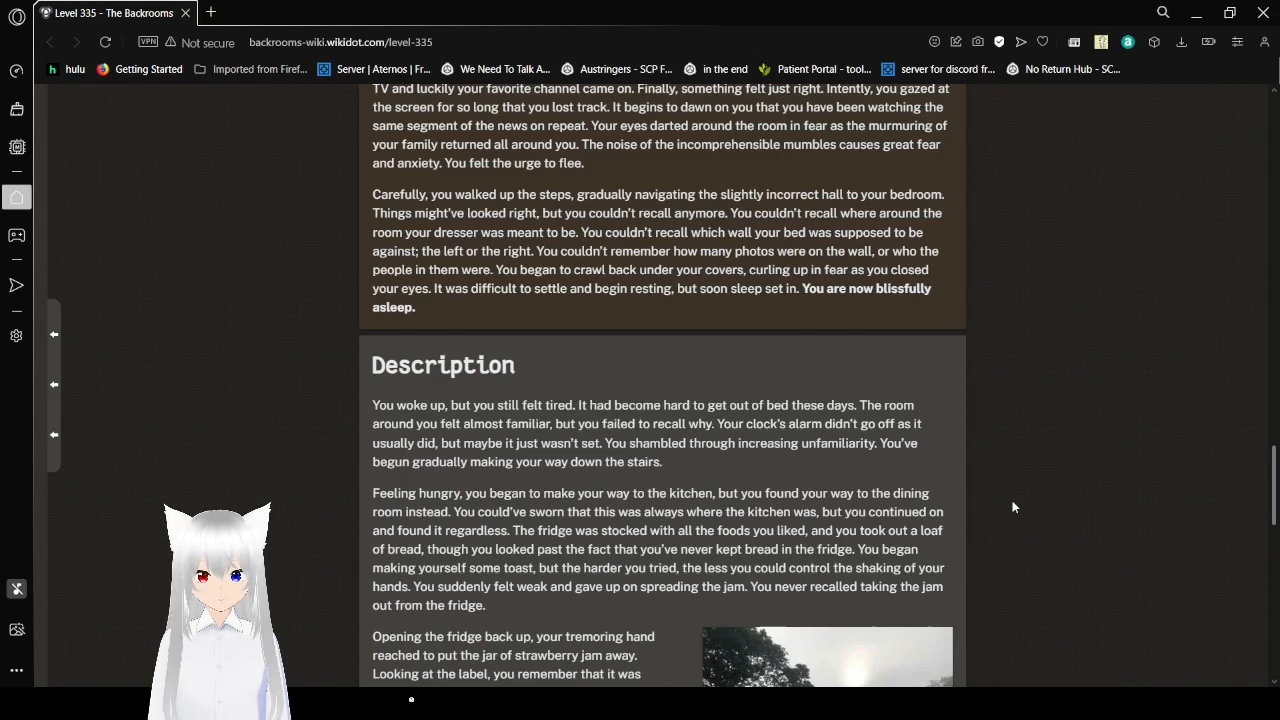 Level 335 - The Backrooms
VPN
Not secure
backrooms-wiki.wikidot.com/level-335
hulu
Getting Started
Imported from Firef...
Server | Aternos | Fr...
We Need To Talk A...
Austringers - SCP F...
in the end
Patient Portal - tool...
server for discord fr...
No Return Hub - SC...
TV and luckily your favorite channel came on. Finally, something felt just right. Intently, you gazed at
the screen for so long that you lost track. It begins to dawn on you that you have been watching the
same segment of the news on repeat. Your eyes darted around the room in fear as the murmuring of
your family returned all around you. The noise of the incomprehensible mumbles causes great fear
and anxiety. You felt the urge to flee.
Carefully, you walked up the steps, gradually navigating the slightly incorrect hall to your bedroom.
Things might've looked right, but you couldn't recall anymore. You couldn't recall where around the
room your dresser was meant to be. You couldn't recall which wall your bed was supposed to be
against; the left or the right. You couldn't remember how many photos were on the wall, or who the
people in them were. You began to crawl back under your covers, curling up in fear as you closed
your eyes. It was difficult to settle and begin resting, but soon sleep set in. You are now blissfully
asleep.
Description
You woke up, but you still felt tired. It had become hard to get out of bed these days. The room
around you felt almost familiar, but you failed to recall why. Your clock's alarm didn't go off as it
usually did, but maybe it just wasn't set. You shambled through increasing unfamiliarity. You've
begun gradually making your way down the stairs.
Feeling hungry, you began to make your way to the kitchen, but you found your way to the dining
room instead. You could've sworn that this was always where the kitchen was, but you continued on
and found it regardless. The fridge was stocked with all the foods you liked, and you took out a loaf
of bread, though you looked past the fact that you've never kept bread in the fridge. You began
making yourself some toast, but the harder you tried, the less you could control the shaking of your
hands. You suddenly felt weak and gave up on spreading the jam. You never recalled taking the jam
out from the fridge.
Opening the fridge back up, your tremoring hand
reached to put the jar of strawberry jam away.
Looking at the label, you remember that it was